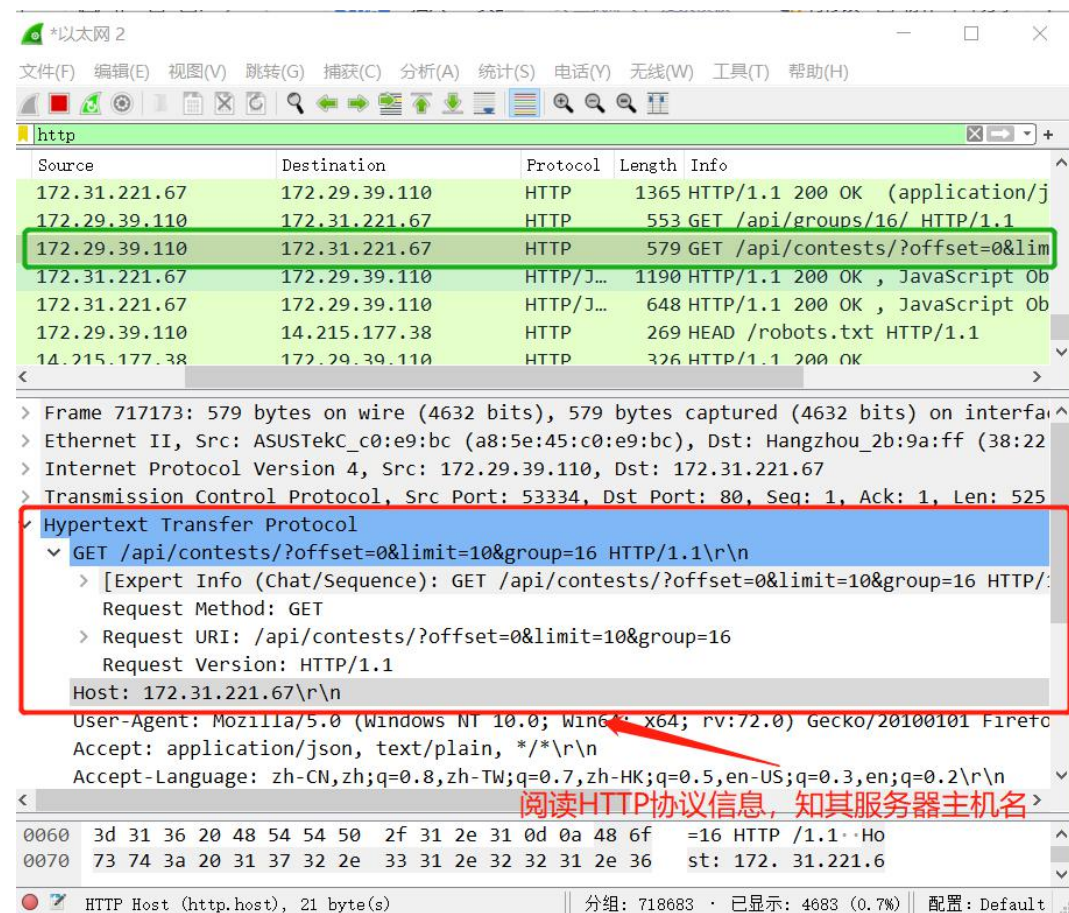 *以太网 2
文件(F) 编辑(E) 视图(V) 跳转(G) 捕获(C) 分析(A) 统计(S) 电话(Y) 无线(W) 工具(T) 帮助(H)
http
Source Destination Protocol Length Info
172.31.221.67 172.29.39.110 HTTP 1365 HTTP/1.1 200 OK (application/j
172.29.39.110 172.31.221.67 HTTP 553 GET /api/groups/16/ HTTP/1.1
172.29.39.110 172.31.221.67 HTTP 579 GET /api/contests/?offset=0&lim
172.31.221.67 172.29.39.110 HTTP/J… 1190 HTTP/1.1 200 OK , JavaScript Ob
172.31.221.67 172.29.39.110 HTTP/J… 648 HTTP/1.1 200 OK , JavaScript Ob
172.29.39.110 14.215.177.38 HTTP 269 HEAD /robots.txt HTTP/1.1
14.215.177.38 172.29.39.110 HTTP 326 HTTP/1.1 200 OK
Frame 717173: 579 bytes on wire (4632 bits), 579 bytes captured (4632 bits) on interfa
Ethernet II, Src: ASUSTekC_c0:e9:bc (a8:5e:45:c0:e9:bc), Dst: Hangzhou_2b:9a:ff (38:22
Internet Protocol Version 4, Src: 172.29.39.110, Dst: 172.31.221.67
Transmission Control Protocol, Src Port: 53334, Dst Port: 80, Seq: 1, Ack: 1, Len: 525
Hypertext Transfer Protocol
GET /api/contests/?offset=0&limit=10&group=16 HTTP/1.1\r\n
[Expert Info (Chat/Sequence): GET /api/contests/?offset=0&limit=10&group=16 HTTP/1
Request Method: GET
Request URI: /api/contests/?offset=0&limit=10&group=16
Request Version: HTTP/1.1
Host: 172.31.221.67\r\n
User-Agent: Mozilla/5.0 (Windows NT 10.0; Win64; x64; rv:72.0) Gecko/20100101 Firefo
Accept: application/json, text/plain, */*\r\n
Accept-Language: zh-CN,zh;q=0.8,zh-TW;q=0.7,zh-HK;q=0.5,en-US;q=0.3,en;q=0.2\r\n
阅读HTTP协议信息，知其服务器主机名
0060 3d 31 36 20 48 54 54 50 2f 31 2e 31 0d 0a 48 6f =16 HTTP /1.1··Ho
0070 73 74 3a 20 31 37 32 2e 33 31 2e 32 32 31 2e 36 st: 172. 31.221.6
HTTP Host (http.host), 21 byte(s) 分组: 718683 · 已显示: 4683 (0.7%) 配置: Default